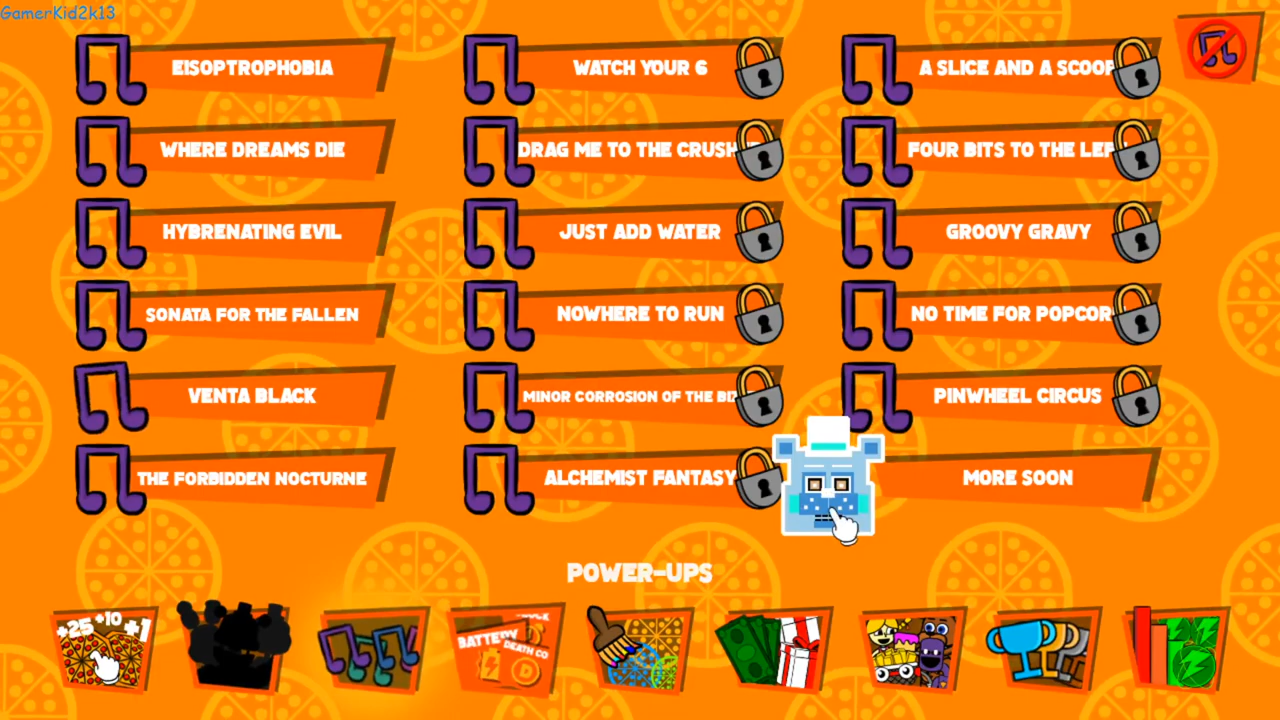 GamerKid2k13
EISOPTROPHOBIA
WATCH YOUR 6
A SLICE AND A SCOOP
WHERE DREAMS DIE
DRAG ME TO THE CRUSH
FOUR BITS TO THE LEF
HYBRENATING EVIL
JUST ADD WATER
GROOVY GRAVY
SONATA FOR THE FALLEN
NOWHERE TO RUN
NO TIME FOR POPCOR
VENTA BLACK
MINOR CORROSION OF THE
PINWHEEL CIRCUS
THE FORBIDDEN NOCTURNE
ALCHEMIST FANTASY
MORE SOON
POWER-UPS
+25 +10 +1
BATTERY
DEATH CO
D